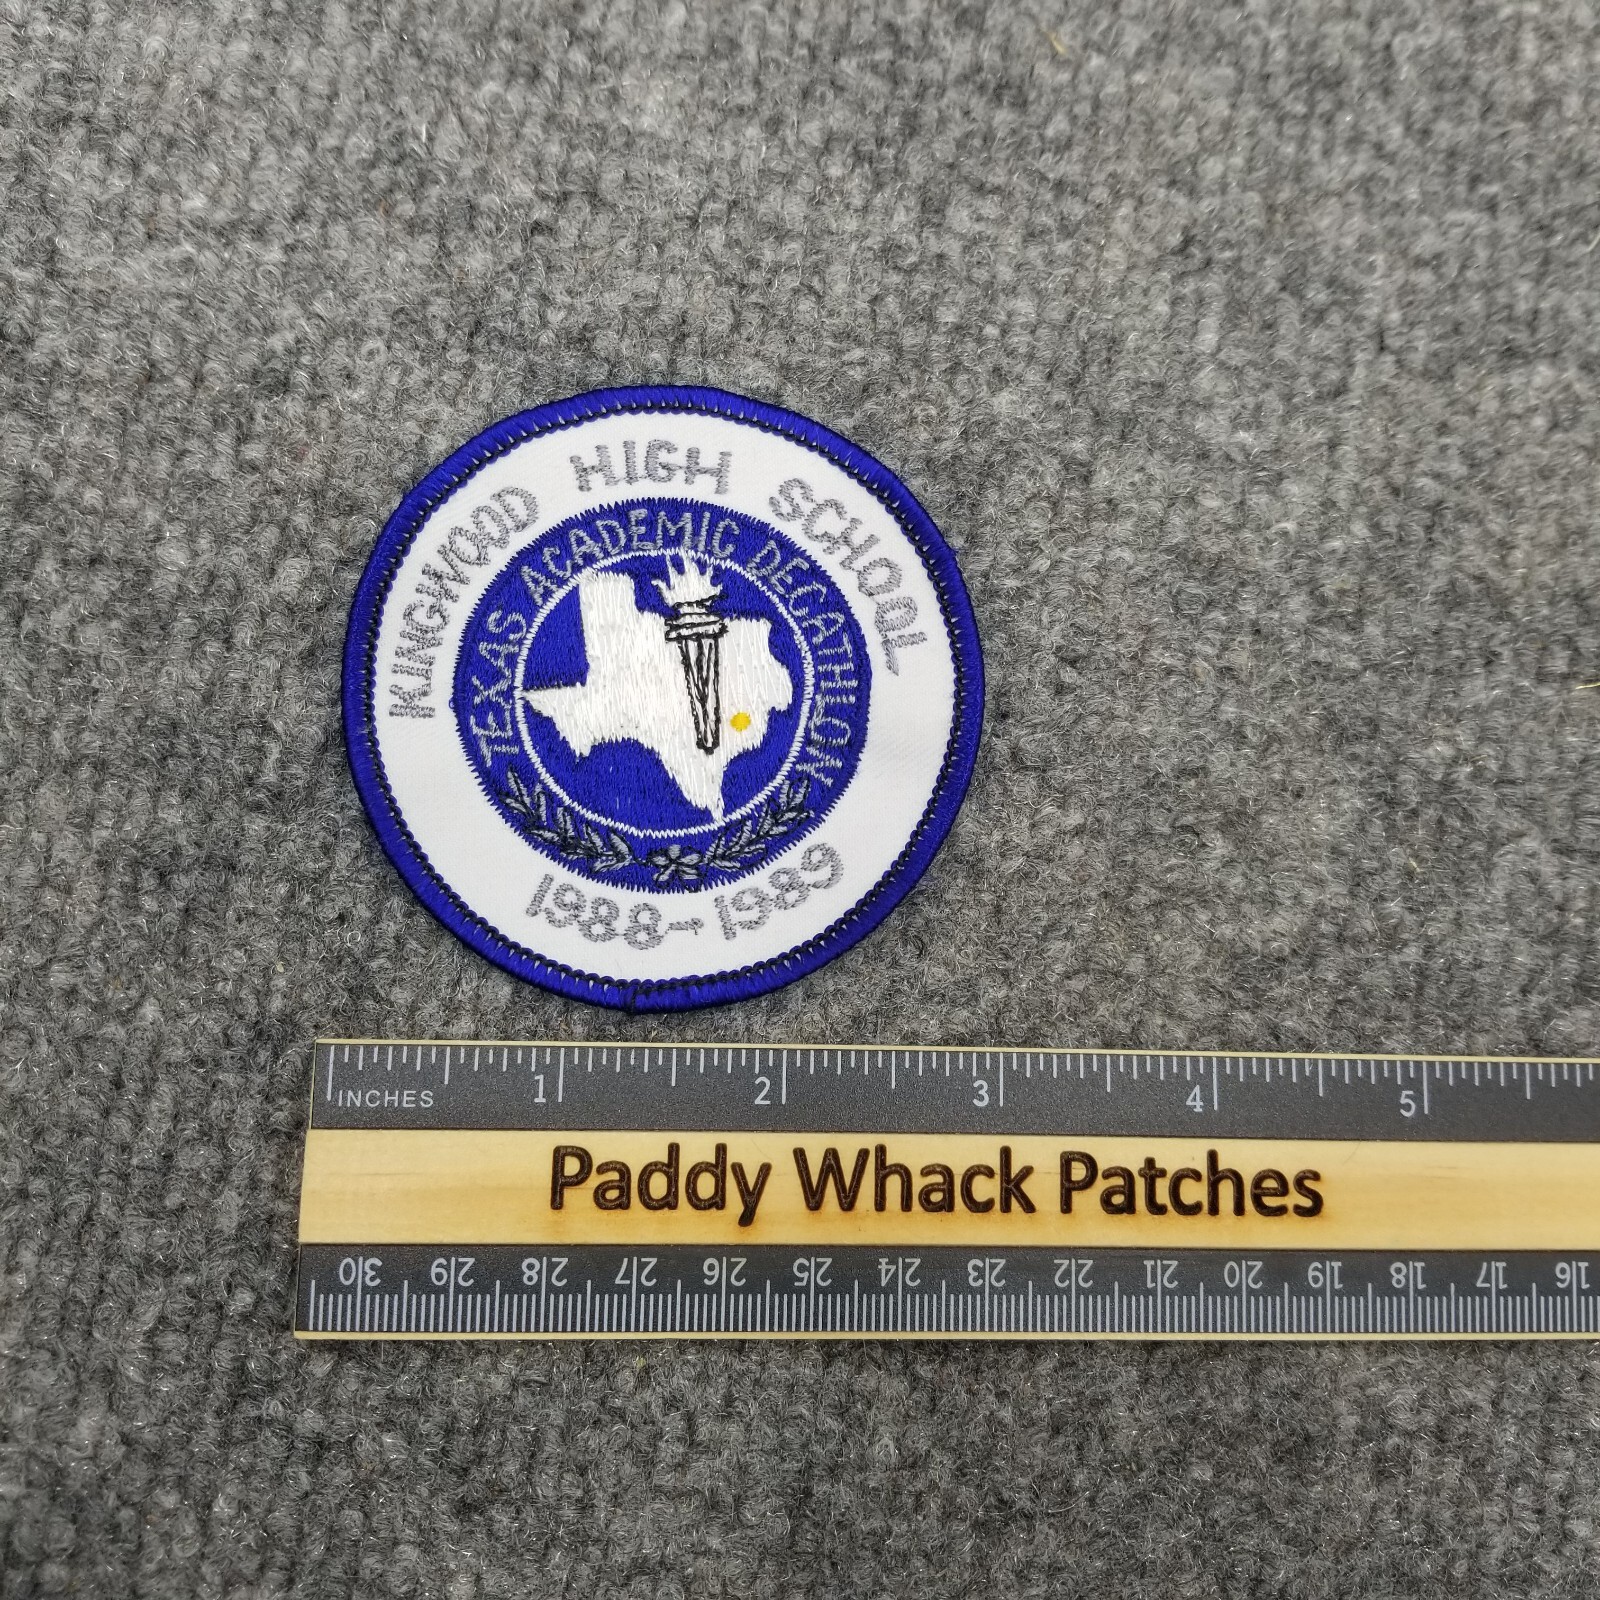 KINGWOOD HIGH SCHOOL
TEXAS ACADEMIC DECATHLON
1988-1989
1 2 3 4 5
INCHES
Paddy Whack Patches
30 29 28 27 26 25 24 23 22 21 20 19 18 17 16